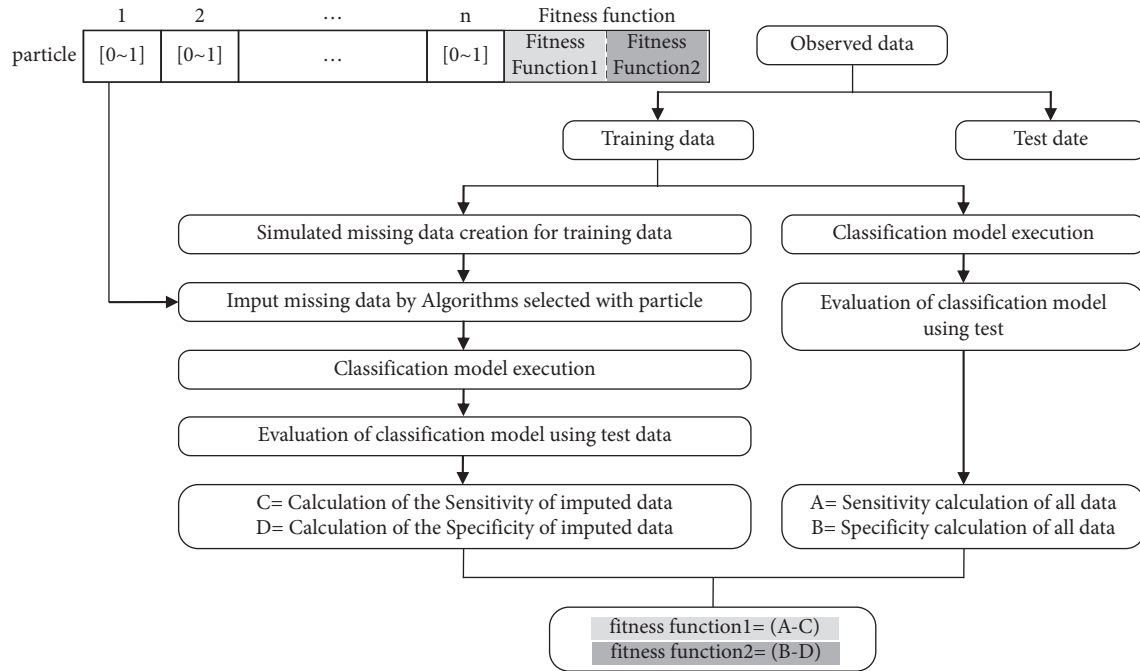 1 2 … n Fitness function
particle [0~1] [0~1] … [0~1] Fitness Function1 Fitness Function2
Observed data
Training data
Test date
Simulated missing data creation for training data
Classification model execution
Imput missing data by Algorithms selected with particle
Evaluation of classification model
using test
Classification model execution
Evaluation of classification model using test data
C= Calculation of the Sensitivity of imputed data
D= Calculation of the Specificity of imputed data
A= Sensitivity calculation of all data
B= Specificity calculation of all data
fitness function1= (A-C)
fitness function2= (B-D)